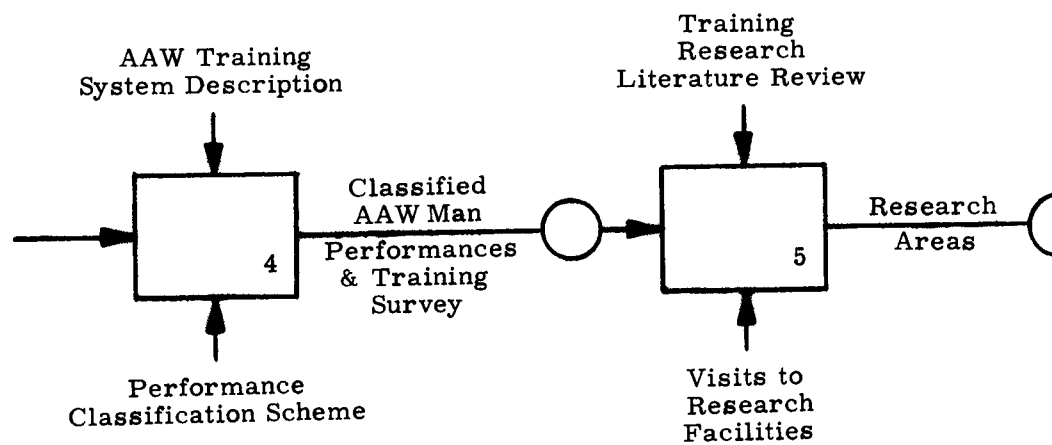 AAW Training
System Description
4
Classified
AAW Man
Performances
& Training
Survey
Performance
Classification Scheme
Training
Research
Literature Review
5
Research
Areas
Visits to
Research
Facilities